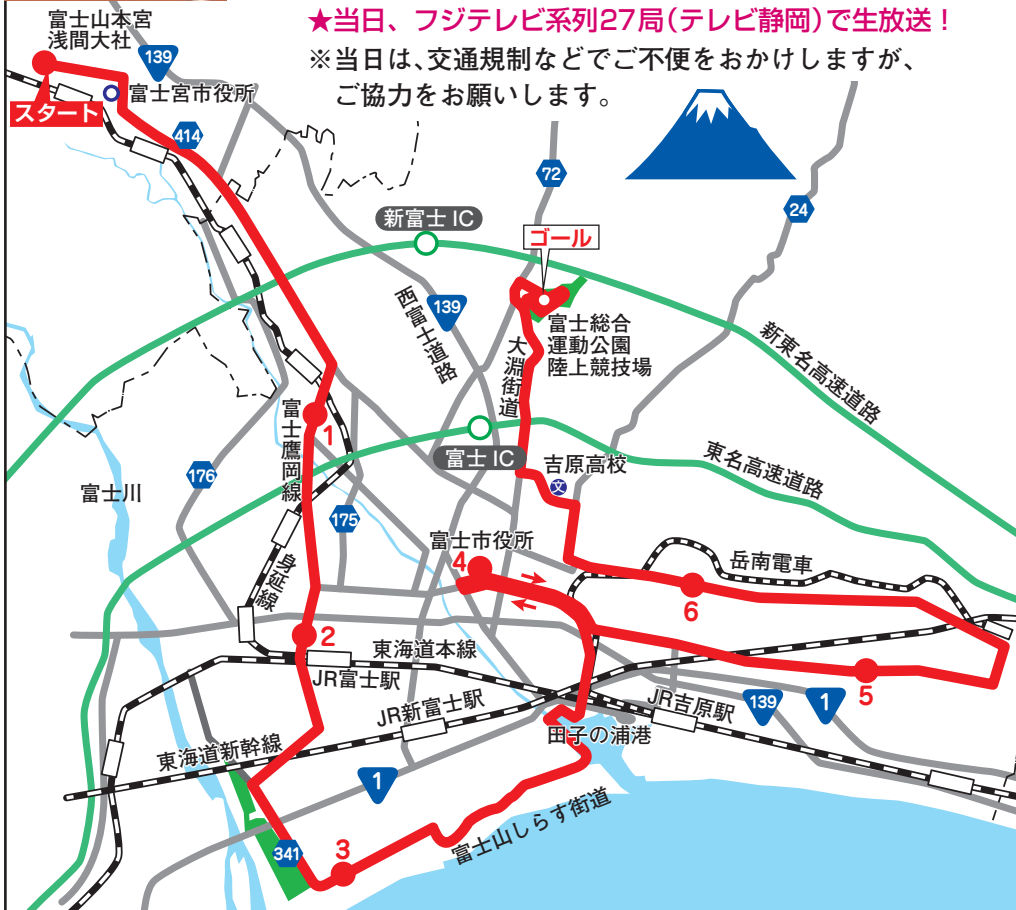 ★当日、フジテレビ系列27局(テレビ静岡)で生放送！
※当日は、交通規制などでご不便をおかけしますが、
ご協力をお願いします。
富士山本宮
浅間大社
139
スタート
富士宮市役所
414
72
24
新富士 IC
ゴール
139
西富士道路
大淵街道
富士総合
運動公園
陸上競技場
新東名高速道路
1
富士鷹岡線
富士 IC
吉原高校
文
東名高速道路
176
富士川
175
富士市役所
4
岳南電車
身延線
6
2
東海道本線
JR富士駅
5
JR新富士駅
JR吉原駅
139
1
東海道新幹線
田子の浦港
1
富士山しらす街道
341
3